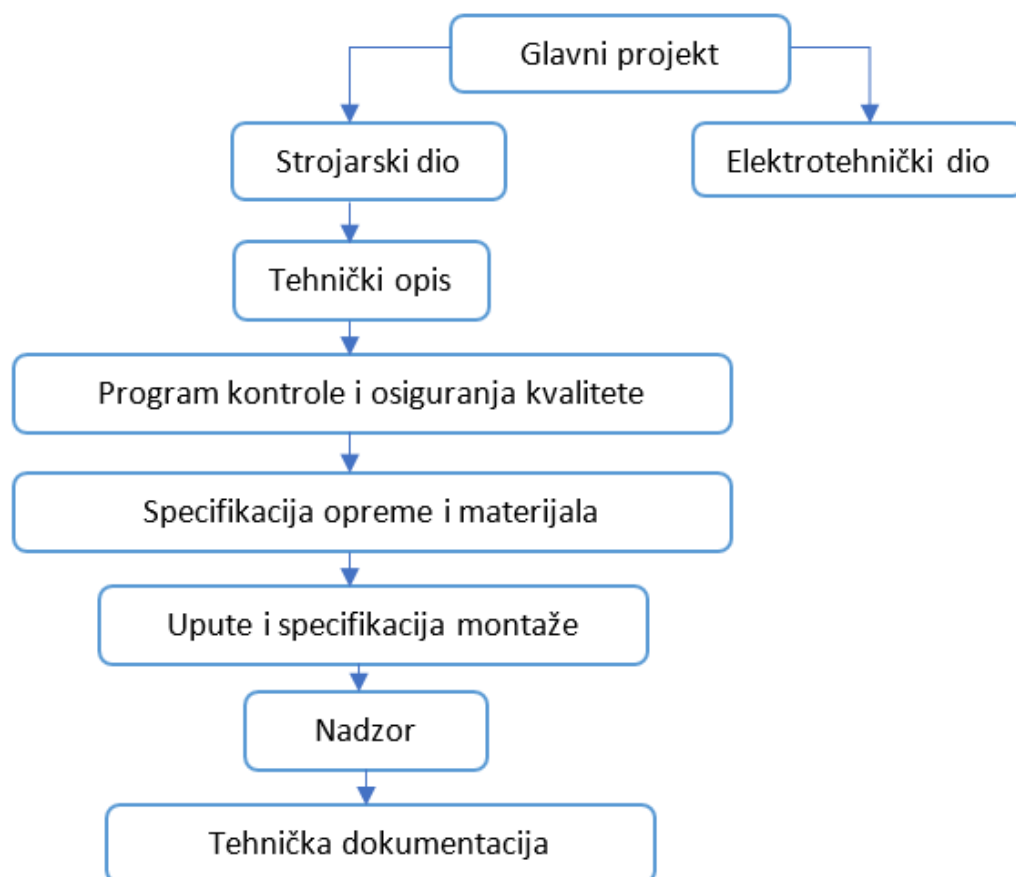 Glavni projekt
Strojarski dio
Elektrotehnički dio
Tehnički opis
Program kontrole i osiguranja kvalitete
Specifikacija opreme i materijala
Upute i specifikacija montaže
Nadzor
Tehnička dokumentacija